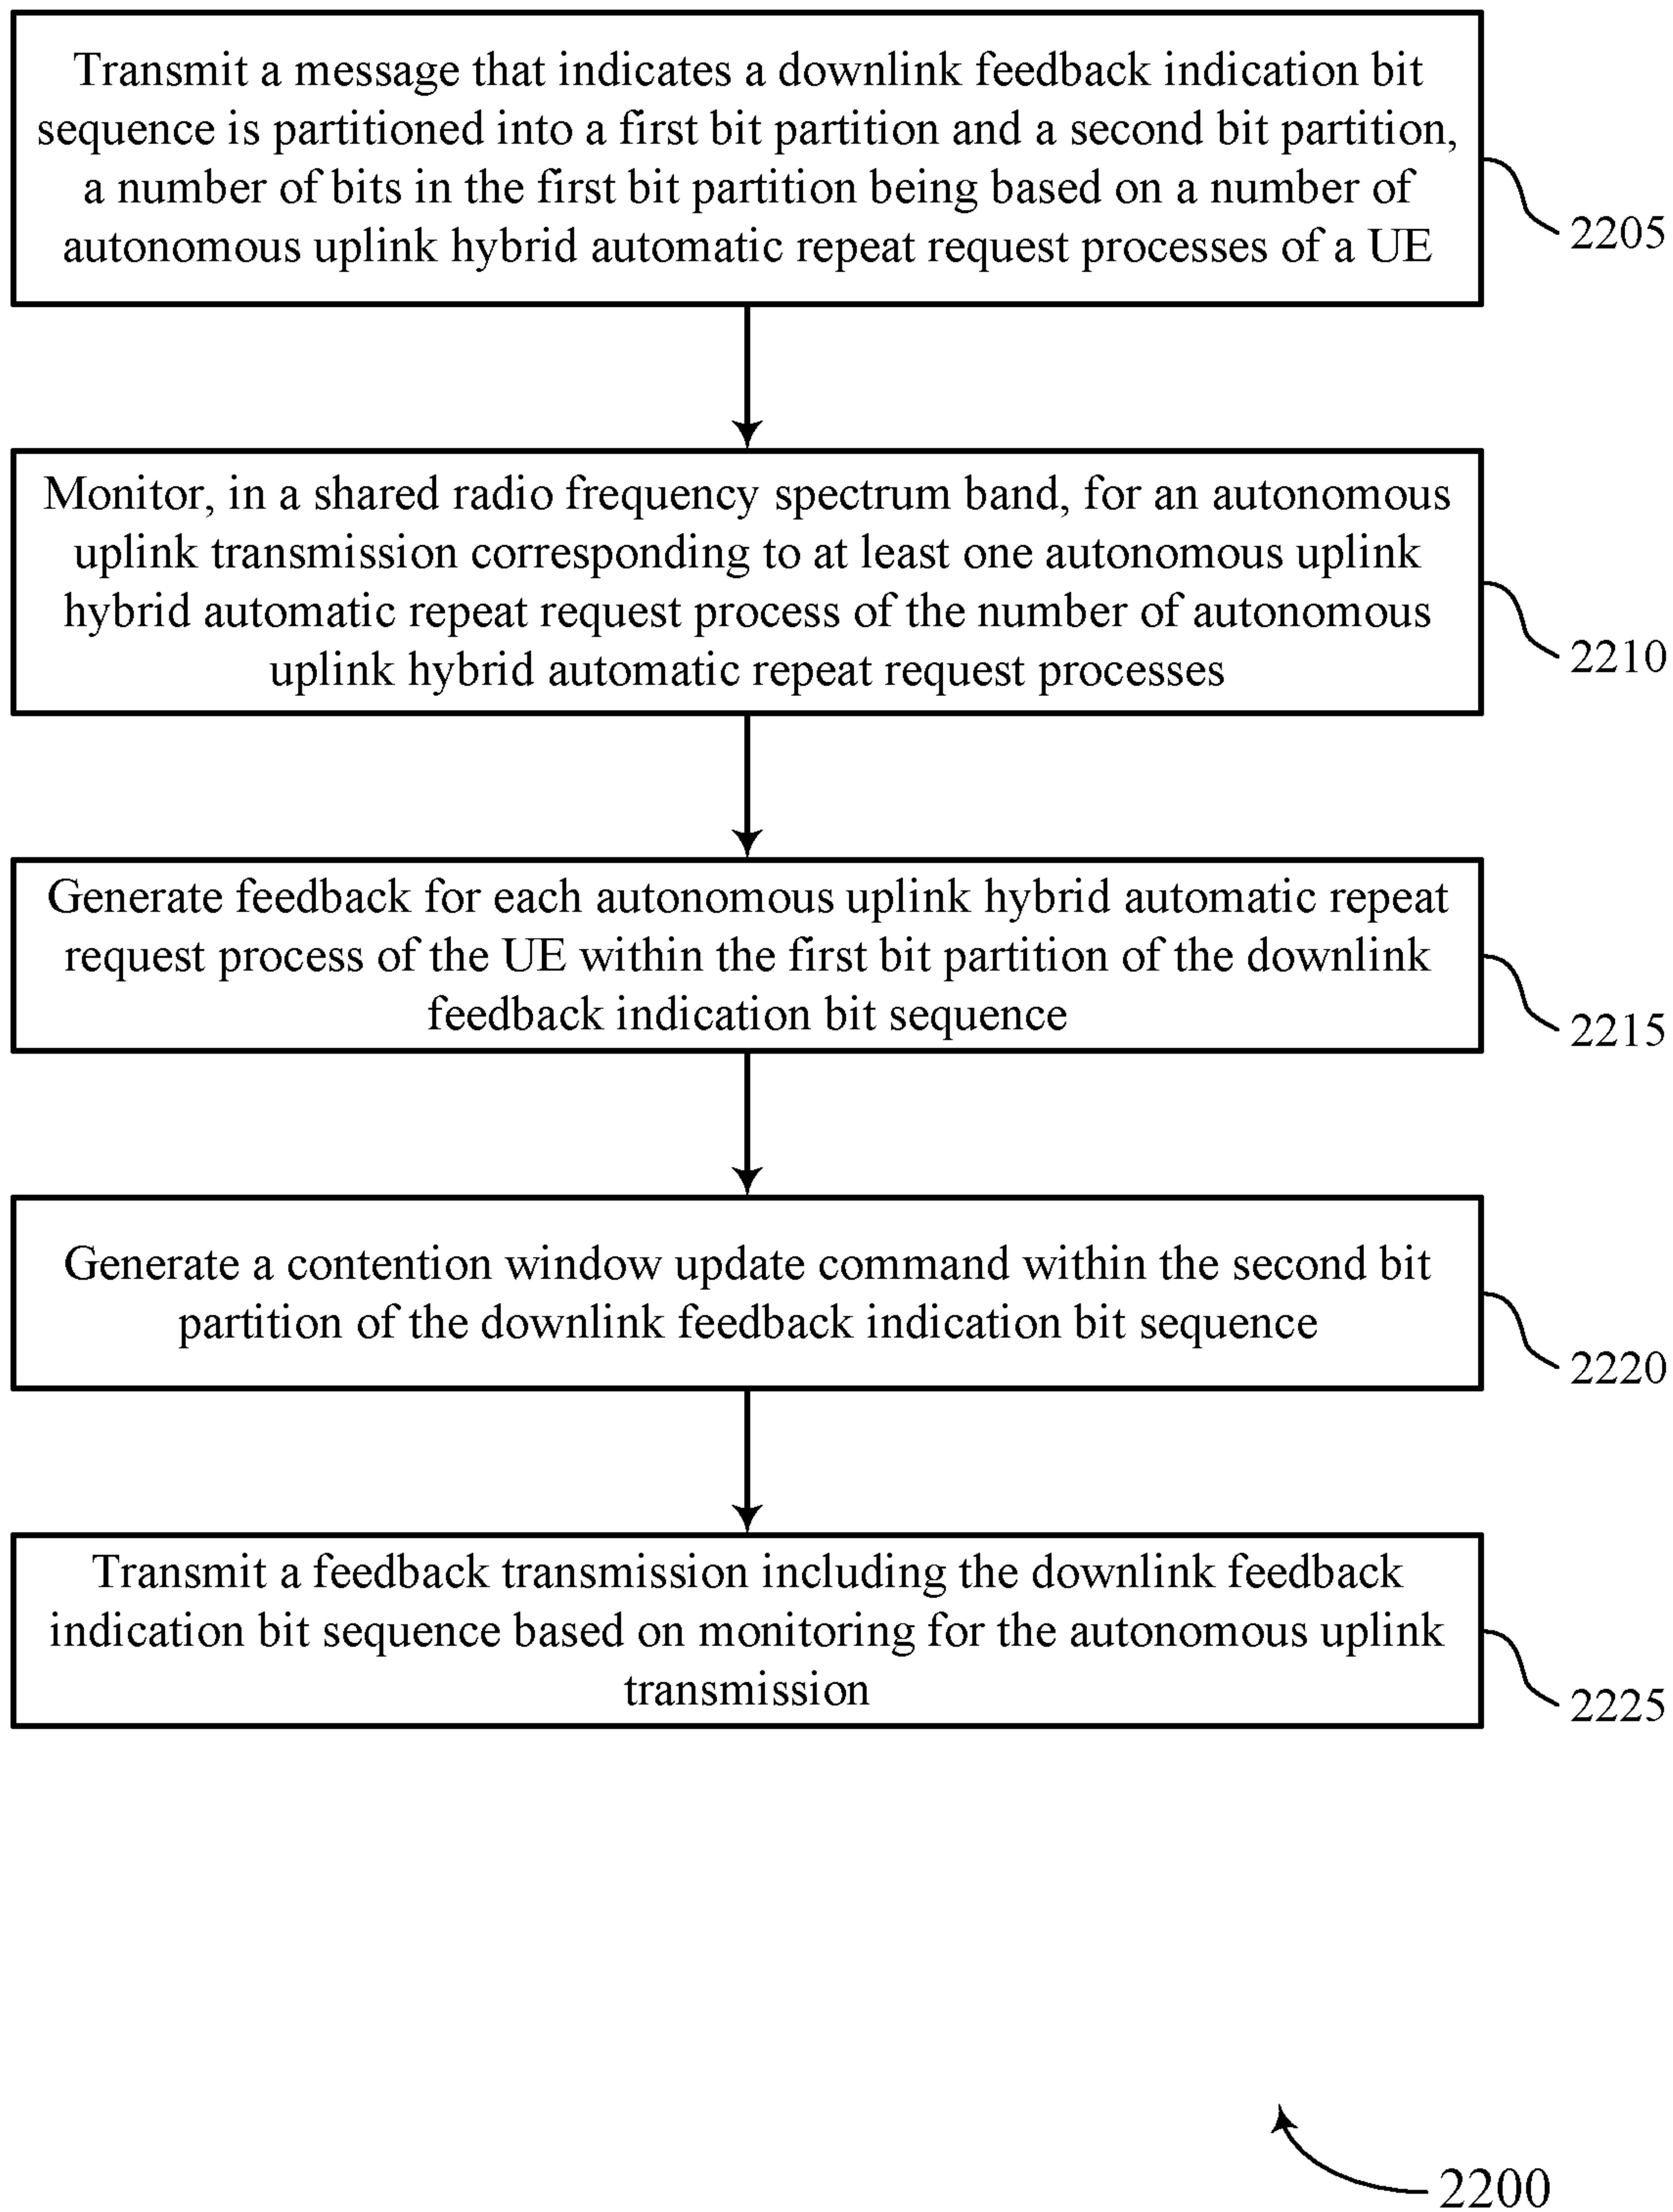 Transmit a message that indicates a downlink feedback indication bit
sequence is partitioned into a first bit partition and a second bit partition,
a number of bits in the first bit partition being based on a number of
autonomous uplink hybrid automatic repeat request processes of a UE
2205
Monitor, in a shared radio frequency spectrum band, for an autonomous
uplink transmission corresponding to at least one autonomous uplink
hybrid automatic repeat request process of the number of autonomous
uplink hybrid automatic repeat request processes
2210
Generate feedback for each autonomous uplink hybrid automatic repeat
request process of the UE within the first bit partition of the downlink
feedback indication bit sequence
2215
Generate a contention window update command within the second bit
partition of the downlink feedback indication bit sequence
2220
Transmit a feedback transmission including the downlink feedback
indication bit sequence based on monitoring for the autonomous uplink
transmission
2225
2200